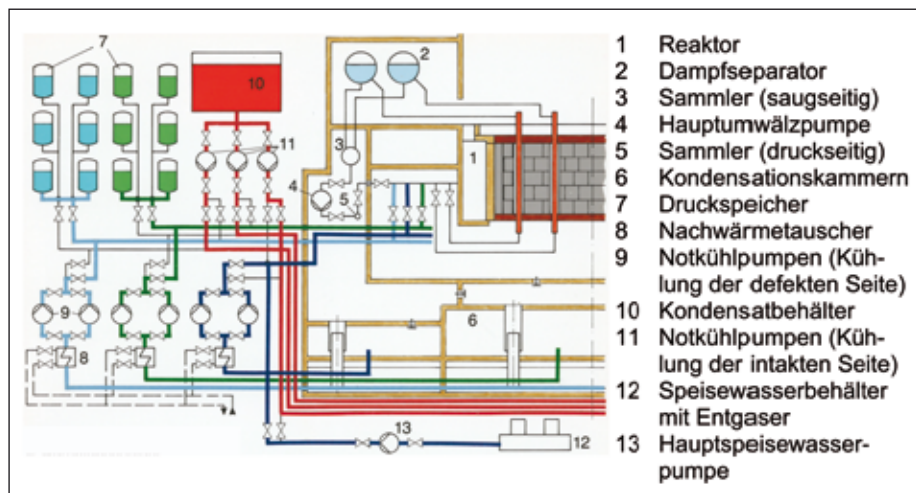 7
10
11
2
3
4
5
1
6
9
8
13
12
1 Reaktor
2 Dampfseparator
3 Sammler (saugseitig)
4 Hauptumwälzpumpe
5 Sammler (druckseitig)
6 Kondensationskammern
7 Druckspeicher
8 Nachwärmetauscher
9 Notkühlpumpen (Küh-
lung der defekten Seite)
10 Kondensatbehälter
11 Notkühlpumpen (Küh-
lung der intakten Seite)
12 Speisewasserbehälter
mit Entgaser
13 Hauptspeisewasser-
pumpe